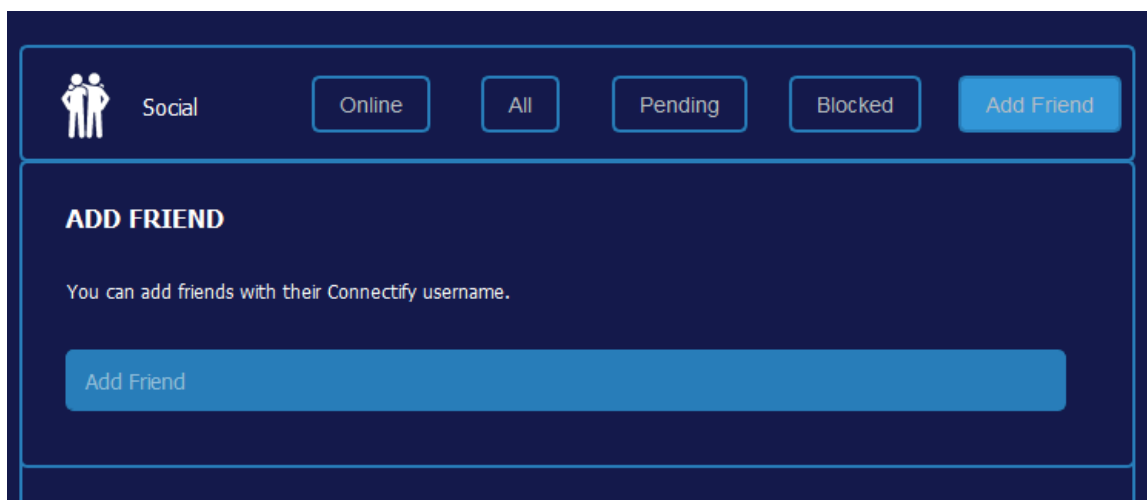 Social Online All Pending Blocked Add Friend
ADD FRIEND
You can add friends with their Connectify username.
Add Friend